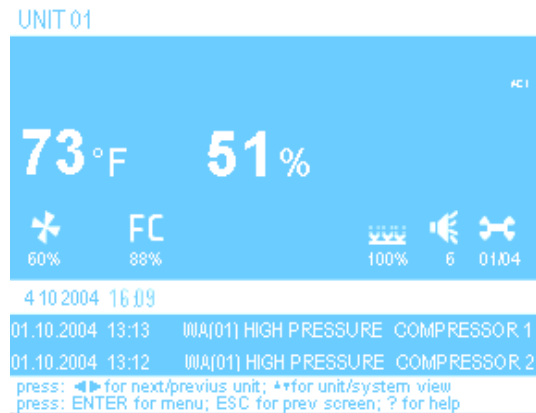 UNIT 01
73 °F 51 %
FC
60% 88% 100% 6 01/04
4 10 2004 16:09
01.10.2004 13:13 WA(01) HIGH PRESSURE COMPRESSOR 1
01.10.2004 13:12 WA(01) HIGH PRESSURE COMPRESSOR 2
press: ◄►for next/previus unit; ▲▼for unit/system view
press: ENTER for menu; ESC for prev screen; ? for help